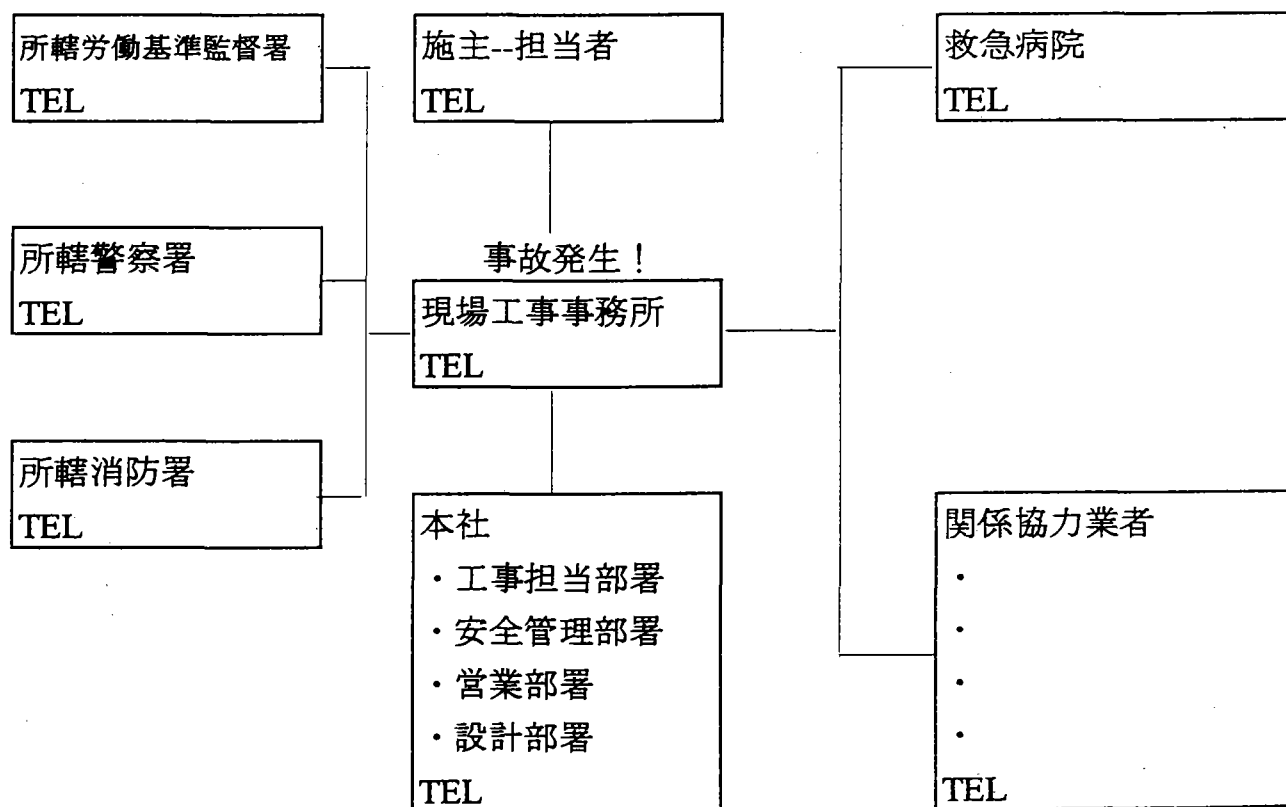 所轄労働基準監督署
TEL
施主--担当者
TEL
救急病院
TEL
所轄警察署
TEL
事故発生！
現場工事事務所
TEL
所轄消防署
TEL
本社
・工事担当部署
・安全管理部署
・営業部署
・設計部署
TEL
関係協力業者
・
・
・
・
TEL